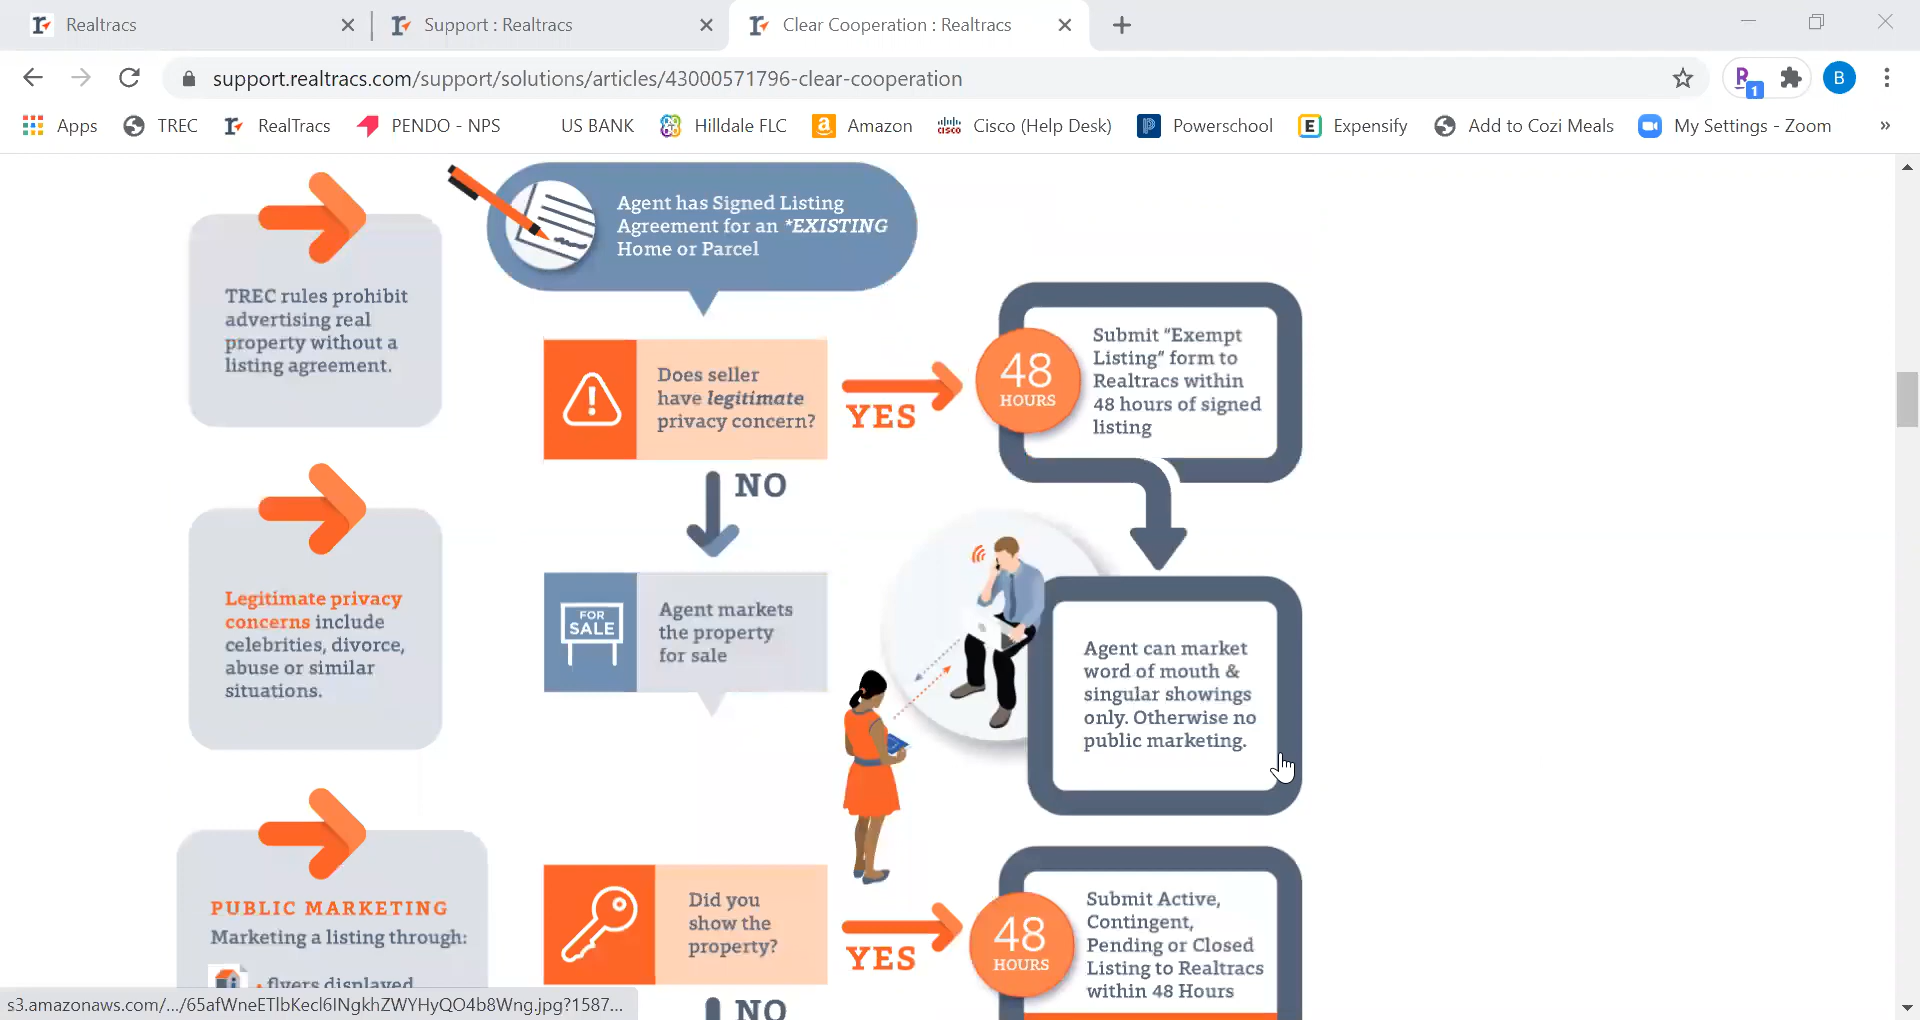 Realtracs
Support : Realtracs
Clear Cooperation : Realtracs
support.realtracs.com/support/solutions/articles/43000571796-clear-cooperation
1
B
Apps
TREC
RealTracs
PENDO - NPS
US BANK
Hilldale FLC
Amazon
Cisco (Help Desk)
Powerschool
Expensify
Add to Cozi Meals
My Settings - Zoom
»
Agent has Signed Listing
Agreement for an *EXISTING
Home or Parcel
TREC rules prohibit
advertising real
property without a
listing agreement.
Does seller
have legitimate
privacy concern?
YES
48
HOURS
Submit “Exempt
Listing” form to
Realtracs within
48 hours of signed
listing
NO
Legitimate privacy
concerns include
celebrities, divorce,
abuse or similar
situations.
FOR
SALE
Agent markets
the property
for sale
Agent can market
word of mouth &
singular showings
only. Otherwise no
public marketing.
PUBLIC MARKETING
Marketing a listing through:
• flyers displayed
Did you
show the
property?
YES
48
HOURS
Submit Active,
Contingent,
Pending or Closed
Listing to Realtracs
within 48 Hours
NO
s3.amazonaws.com/.../65afWneETlbKecl6lNgkhZWYHyQO4b8Wng.jpg?1587...